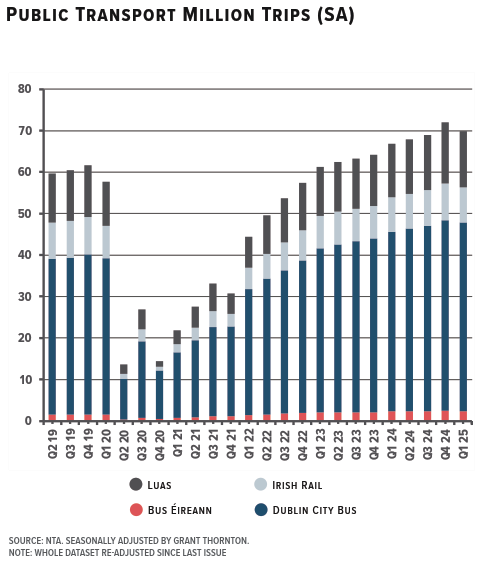 Public Transport Million Trips (SA)
80
70
60
50
40
30
20
10
0
Q2 19
Q3 19
Q4 19
Q1 20
Q2 20
Q3 20
Q4 20
Q1 21
Q2 21
Q3 21
Q4 21
Q1 22
Q2 22
Q3 22
Q4 22
Q1 23
Q2 23
Q3 23
Q4 23
Q1 24
Q2 24
Q3 24
Q4 24
Q1 25
Luas
Irish Rail
Bus Éireann
Dublin City Bus
SOURCE: NTA. SEASONALLY ADJUSTED BY GRANT THORNTON.
NOTE: WHOLE DATASET RE-ADJUSTED SINCE LAST ISSUE